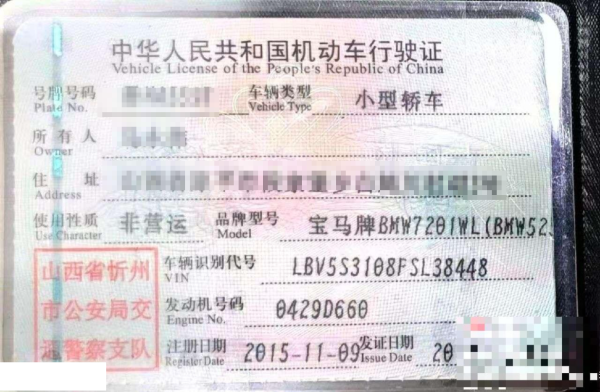 中华人民共和国机动车行驶证
Vehicle License of the People's Republic of China
号牌号码 车辆类型 小型轿车
Plate No. Vehicle Type
所有人
Owner
住址
Address
使用性质 非营运 品牌型号 宝马牌BMW7201WL(BMW52
Use Character Model
山西省忻州
市公安局交
通警察支队
车辆识别代号 LBV5S3108FSL38448
VIN
发动机号码 0429D660
Engine No.
注册日期 2015-11-09 发证日期 20
Register Date Issue Date